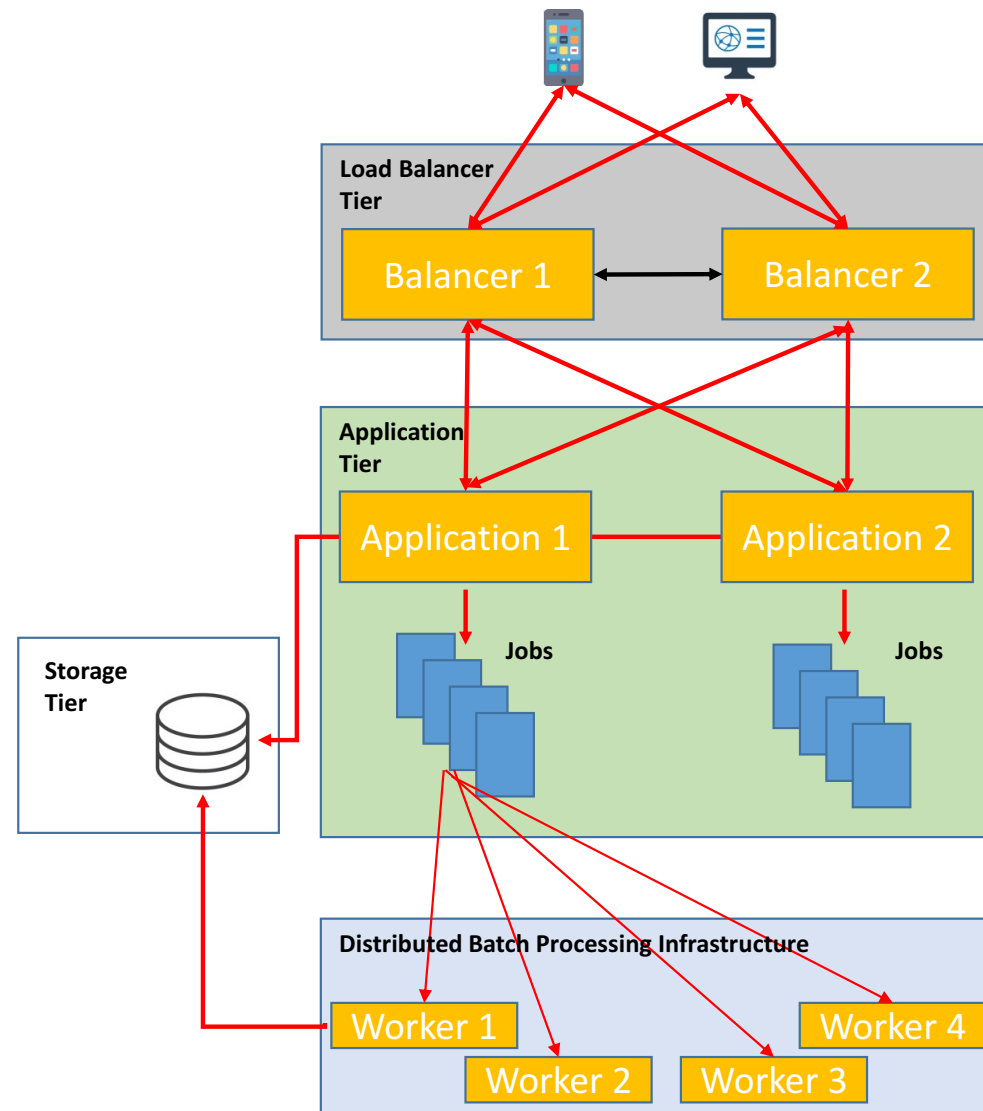 Load Balancer
Tier
Balancer 1
Balancer 2
Application
Tier
Application 1
Application 2
Jobs
Jobs
Storage
Tier
Distributed Batch Processing Infrastructure
Worker 1
Worker 4
Worker 2
Worker 3